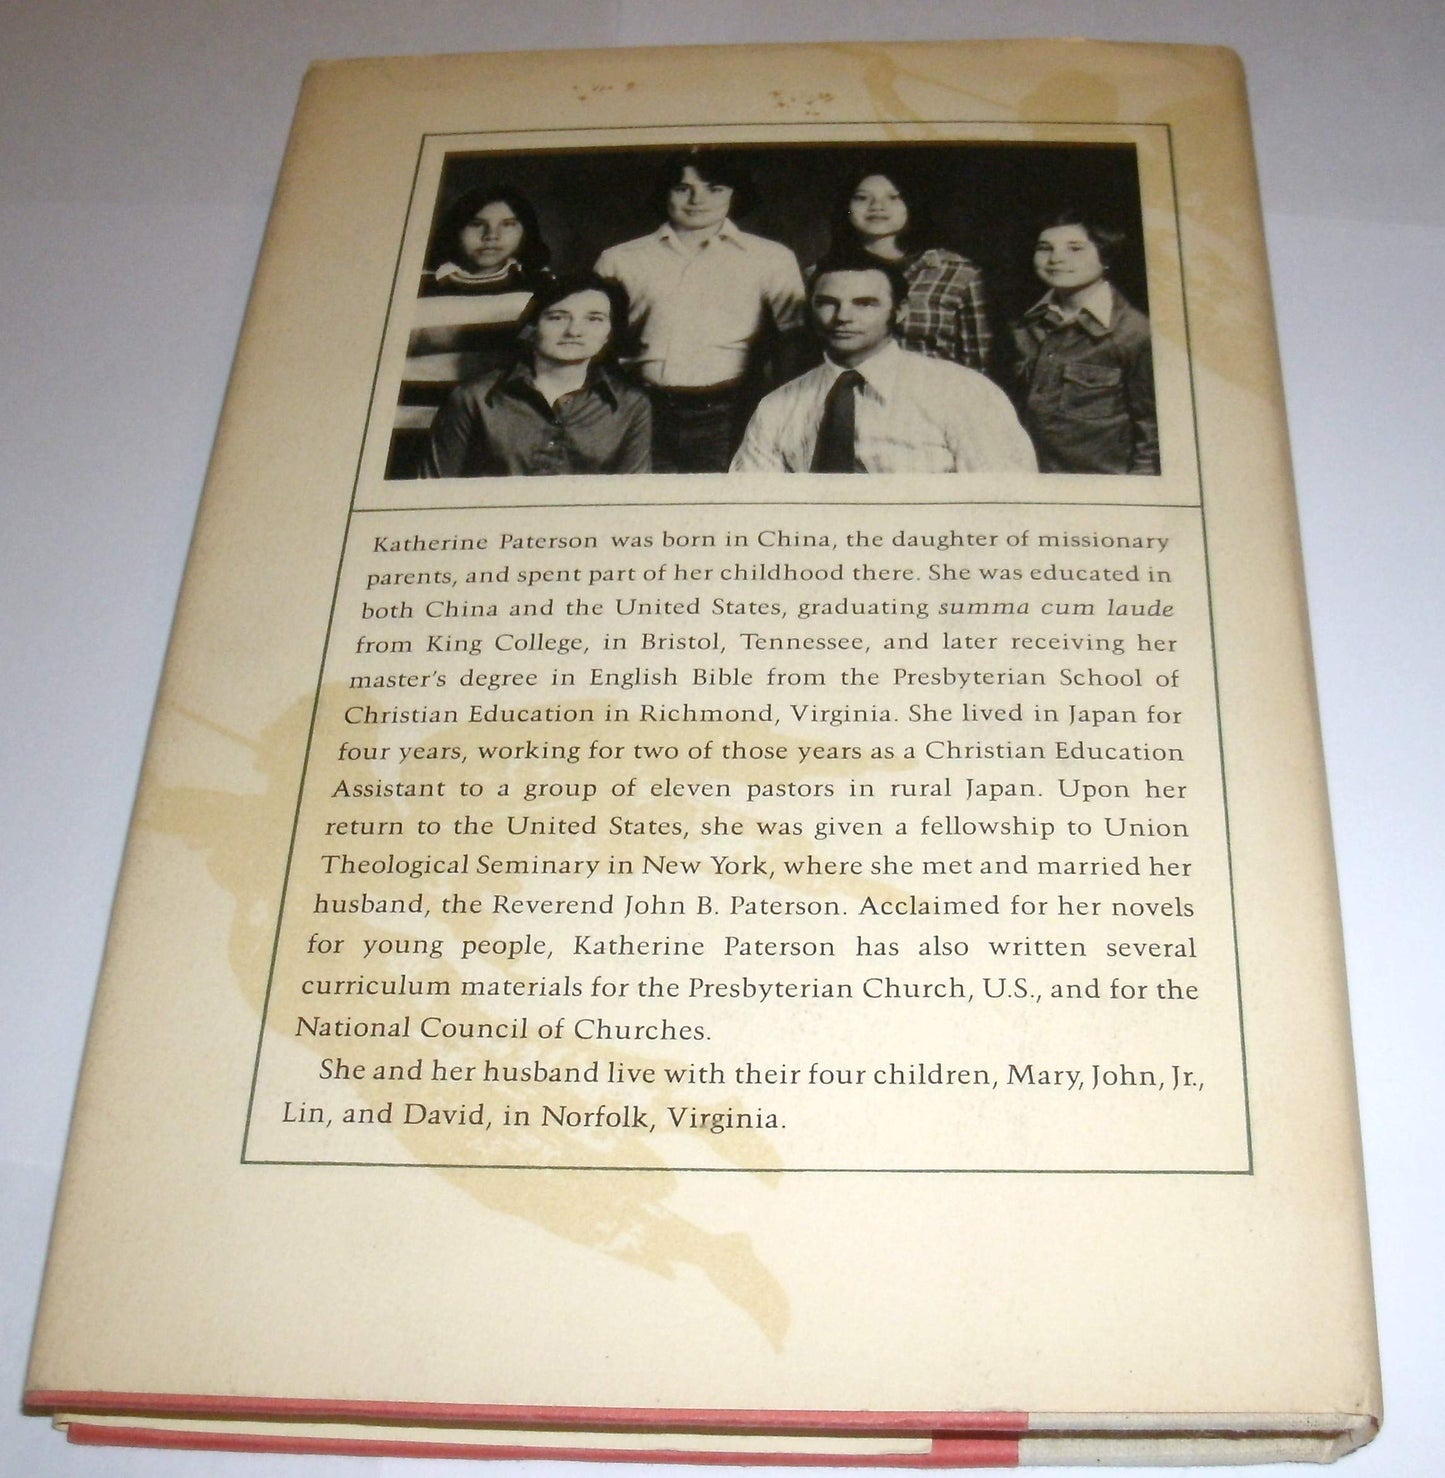 Katherine Paterson was born in China, the daughter of missionary
parents, and spent part of her childhood there. She was educated in
both China and the United States, graduating summa cum laude
from King College, in Bristol, Tennessee, and later receiving her
master's degree in English Bible from the Presbyterian School of
Christian Education in Richmond, Virginia. She lived in Japan for
four years, working for two of those years as a Christian Education
Assistant to a group of eleven pastors in rural Japan. Upon her
return to the United States, she was given a fellowship to Union
Theological Seminary in New York, where she met and married her
husband, the Reverend John B. Paterson. Acclaimed for her novels
for young people, Katherine Paterson has also written several
curriculum materials for the Presbyterian Church, U.S., and for the
National Council of Churches.
She and her husband live with their four children, Mary, John, Jr.,
Lin, and David, in Norfolk, Virginia.